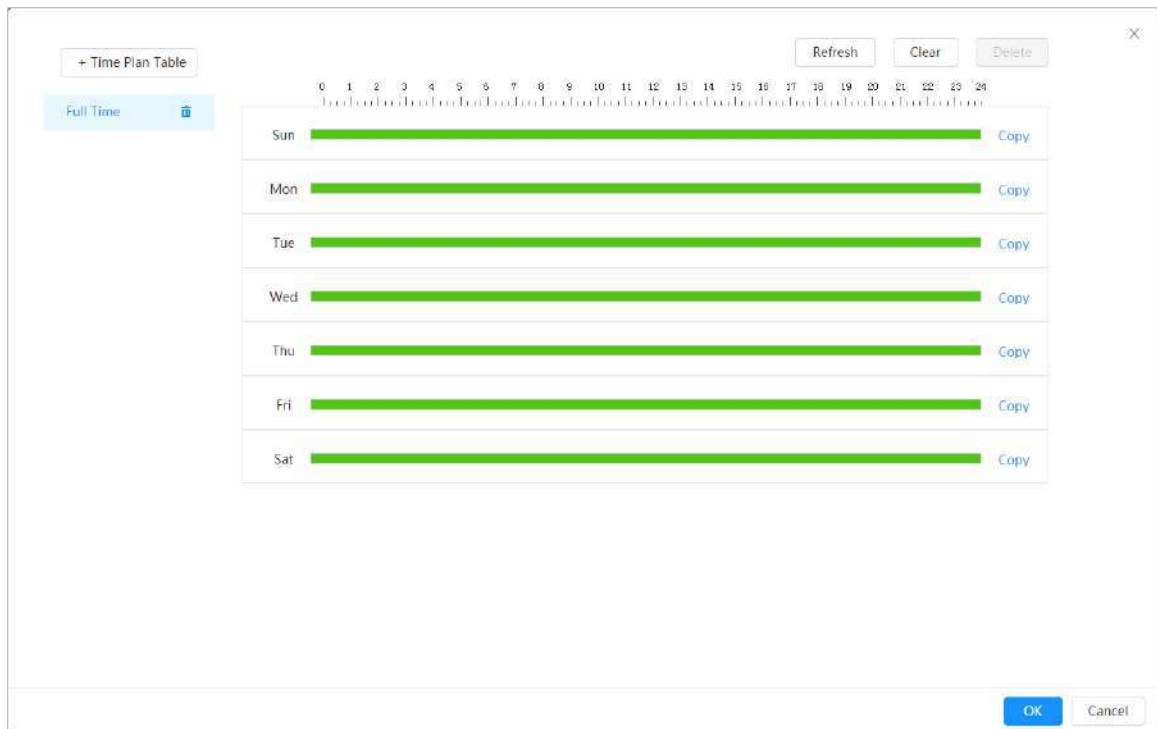 + Time Plan Table
Refresh
Clear
Delete
Full Time
0 1 2 3 4 5 6 7 8 9 10 11 12 13 14 15 16 17 18 19 20 21 22 23 24
Sun Copy
Mon Copy
Tue Copy
Wed Copy
Thu Copy
Fri Copy
Sat Copy
OK
Cancel